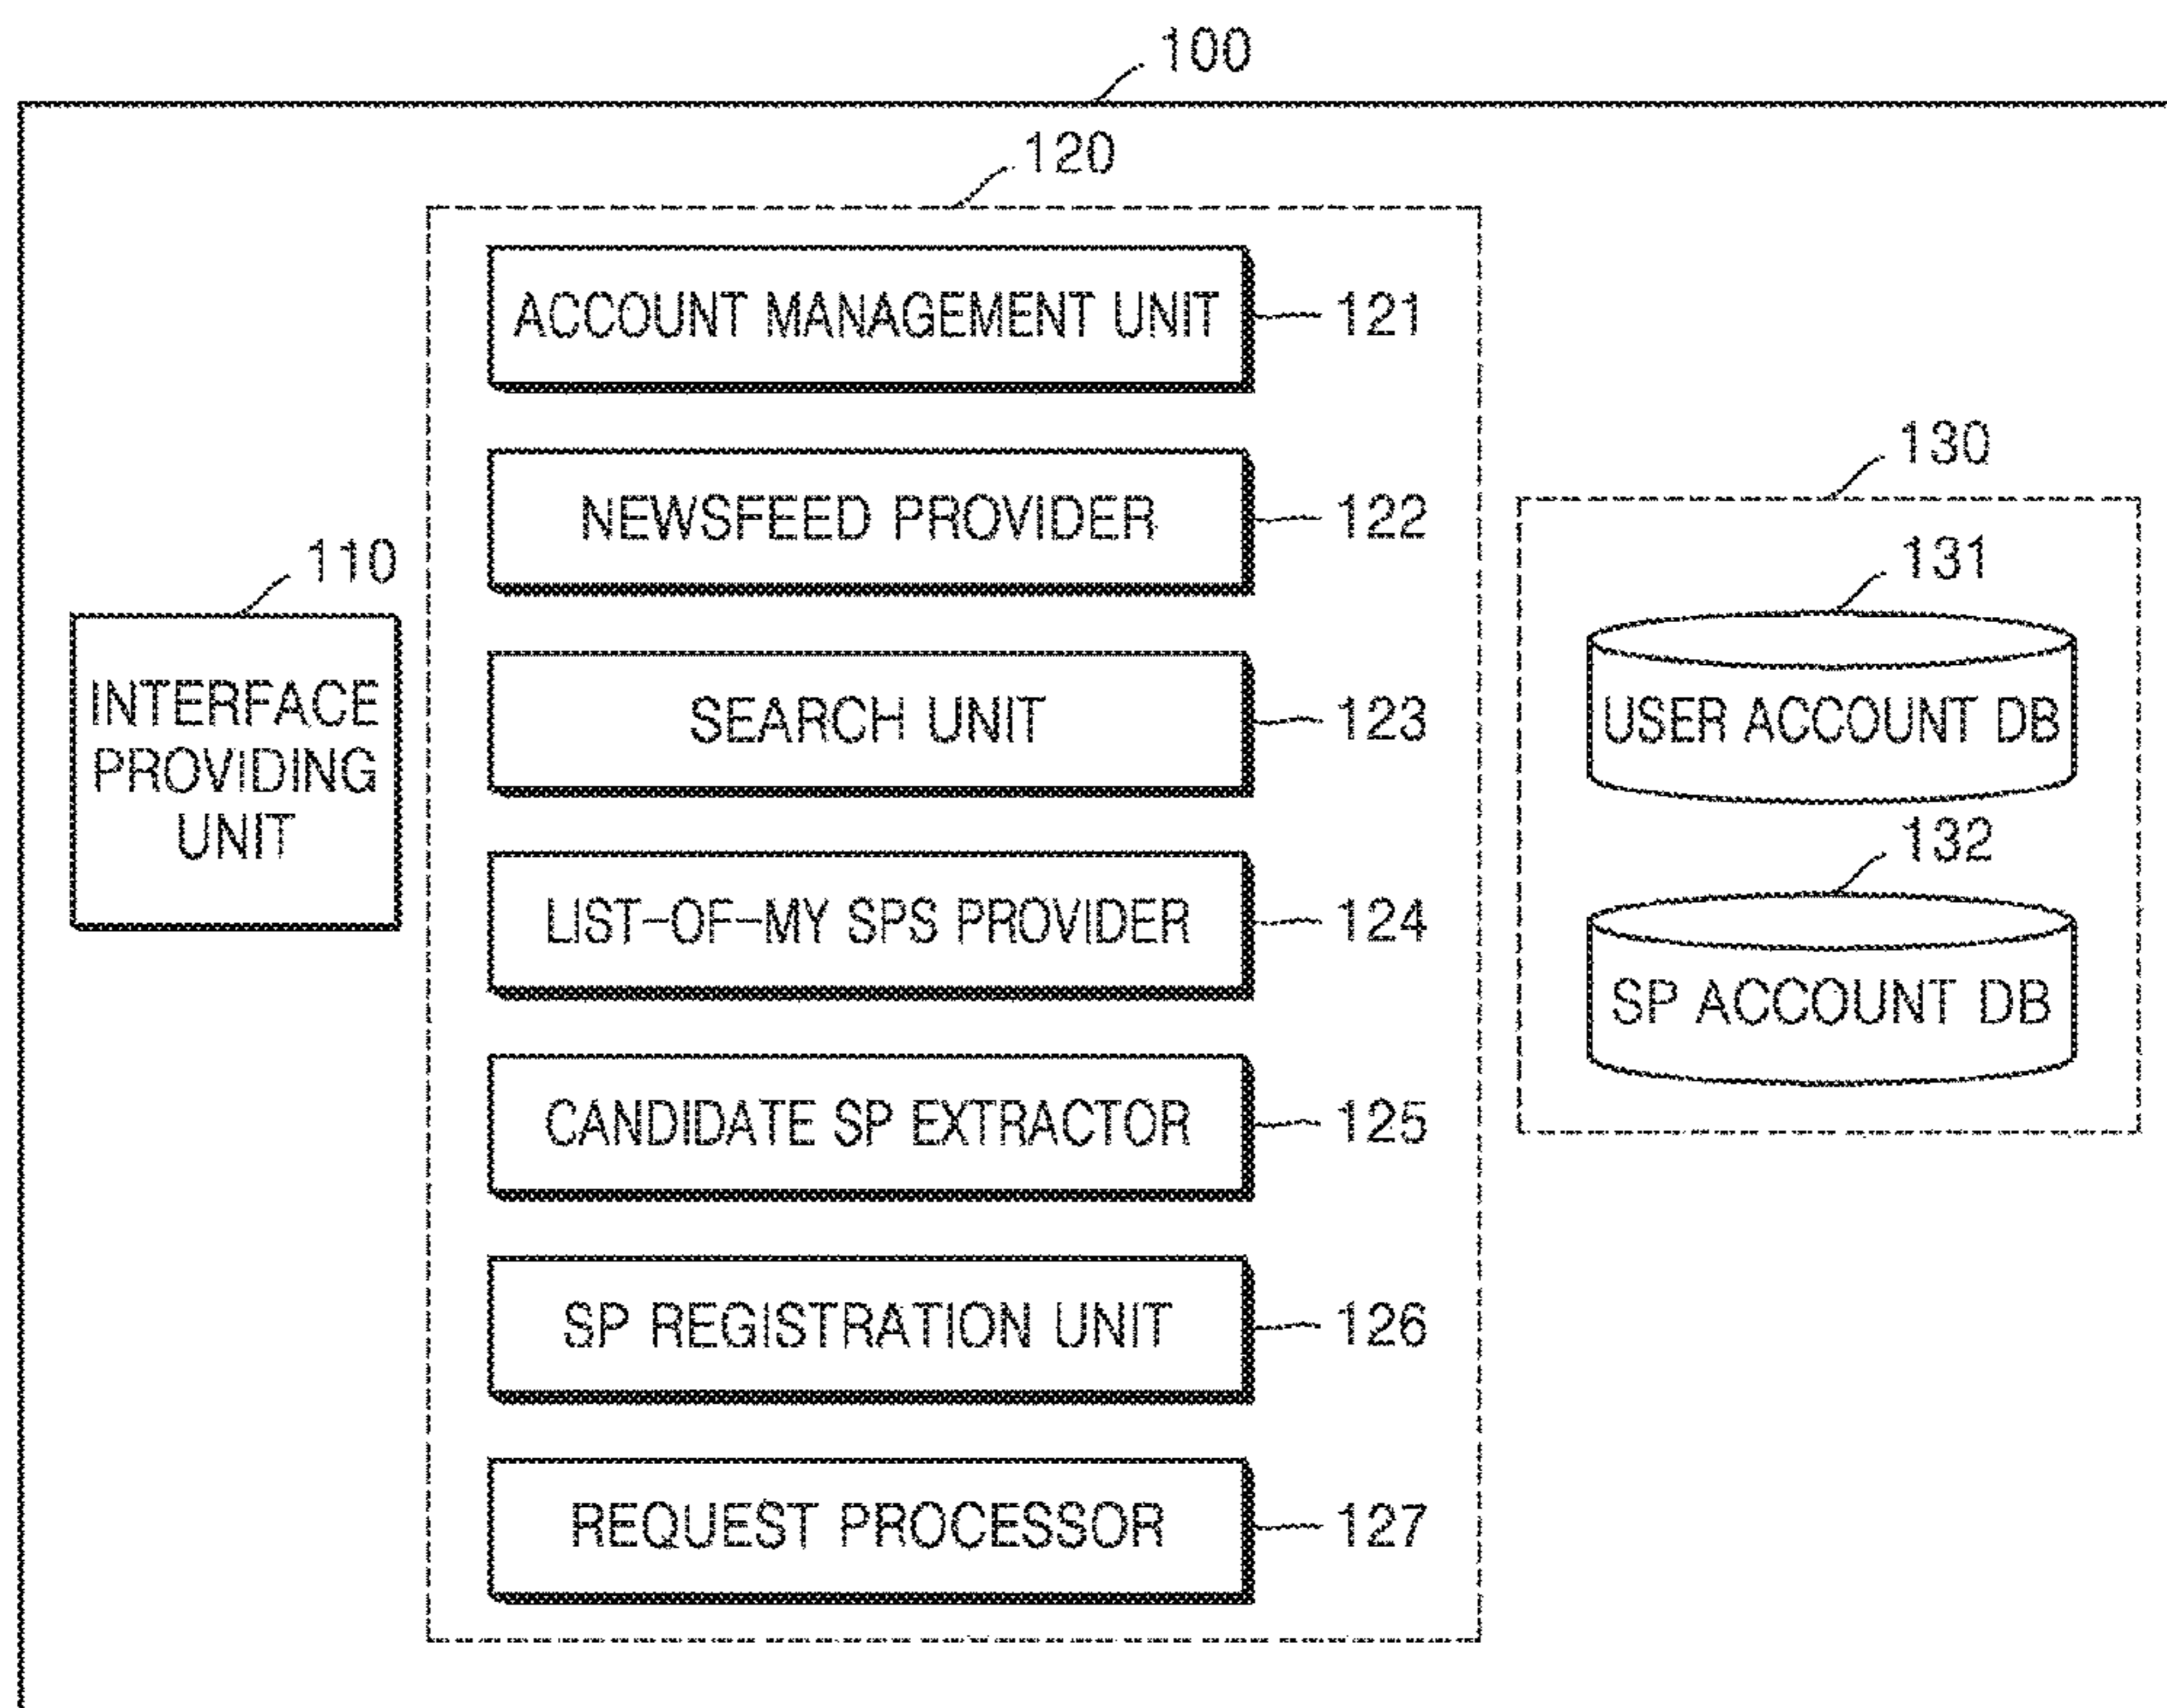 100
120
ACCOUNT MANAGEMENT UNIT
121
NEWSFEED PROVIDER
122
SEARCH UNIT
123
LIST-OF-MY SPS PROVIDER
124
CANDIDATE SP EXTRACTOR
125
SP REGISTRATION UNIT
126
REQUEST PROCESSOR
127
110
INTERFACE
PROVIDING
UNIT
130
131
USER ACCOUNT DB
132
SP ACCOUNT DB